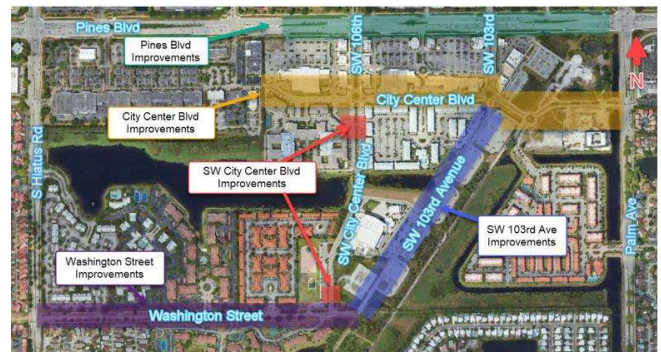 Pines Blvd
SW 106th
SW 103rd
Pines Blvd
Improvements
N
City Center Blvd
City Center Blvd
Improvements
S Hiatus Rd
SW City Center Blvd
Improvements
SW City Center Blvd
SW 103rd Avenue
Palm Ave
SW 103rd Ave
Improvements
Washington Street
Improvements
Washington Street